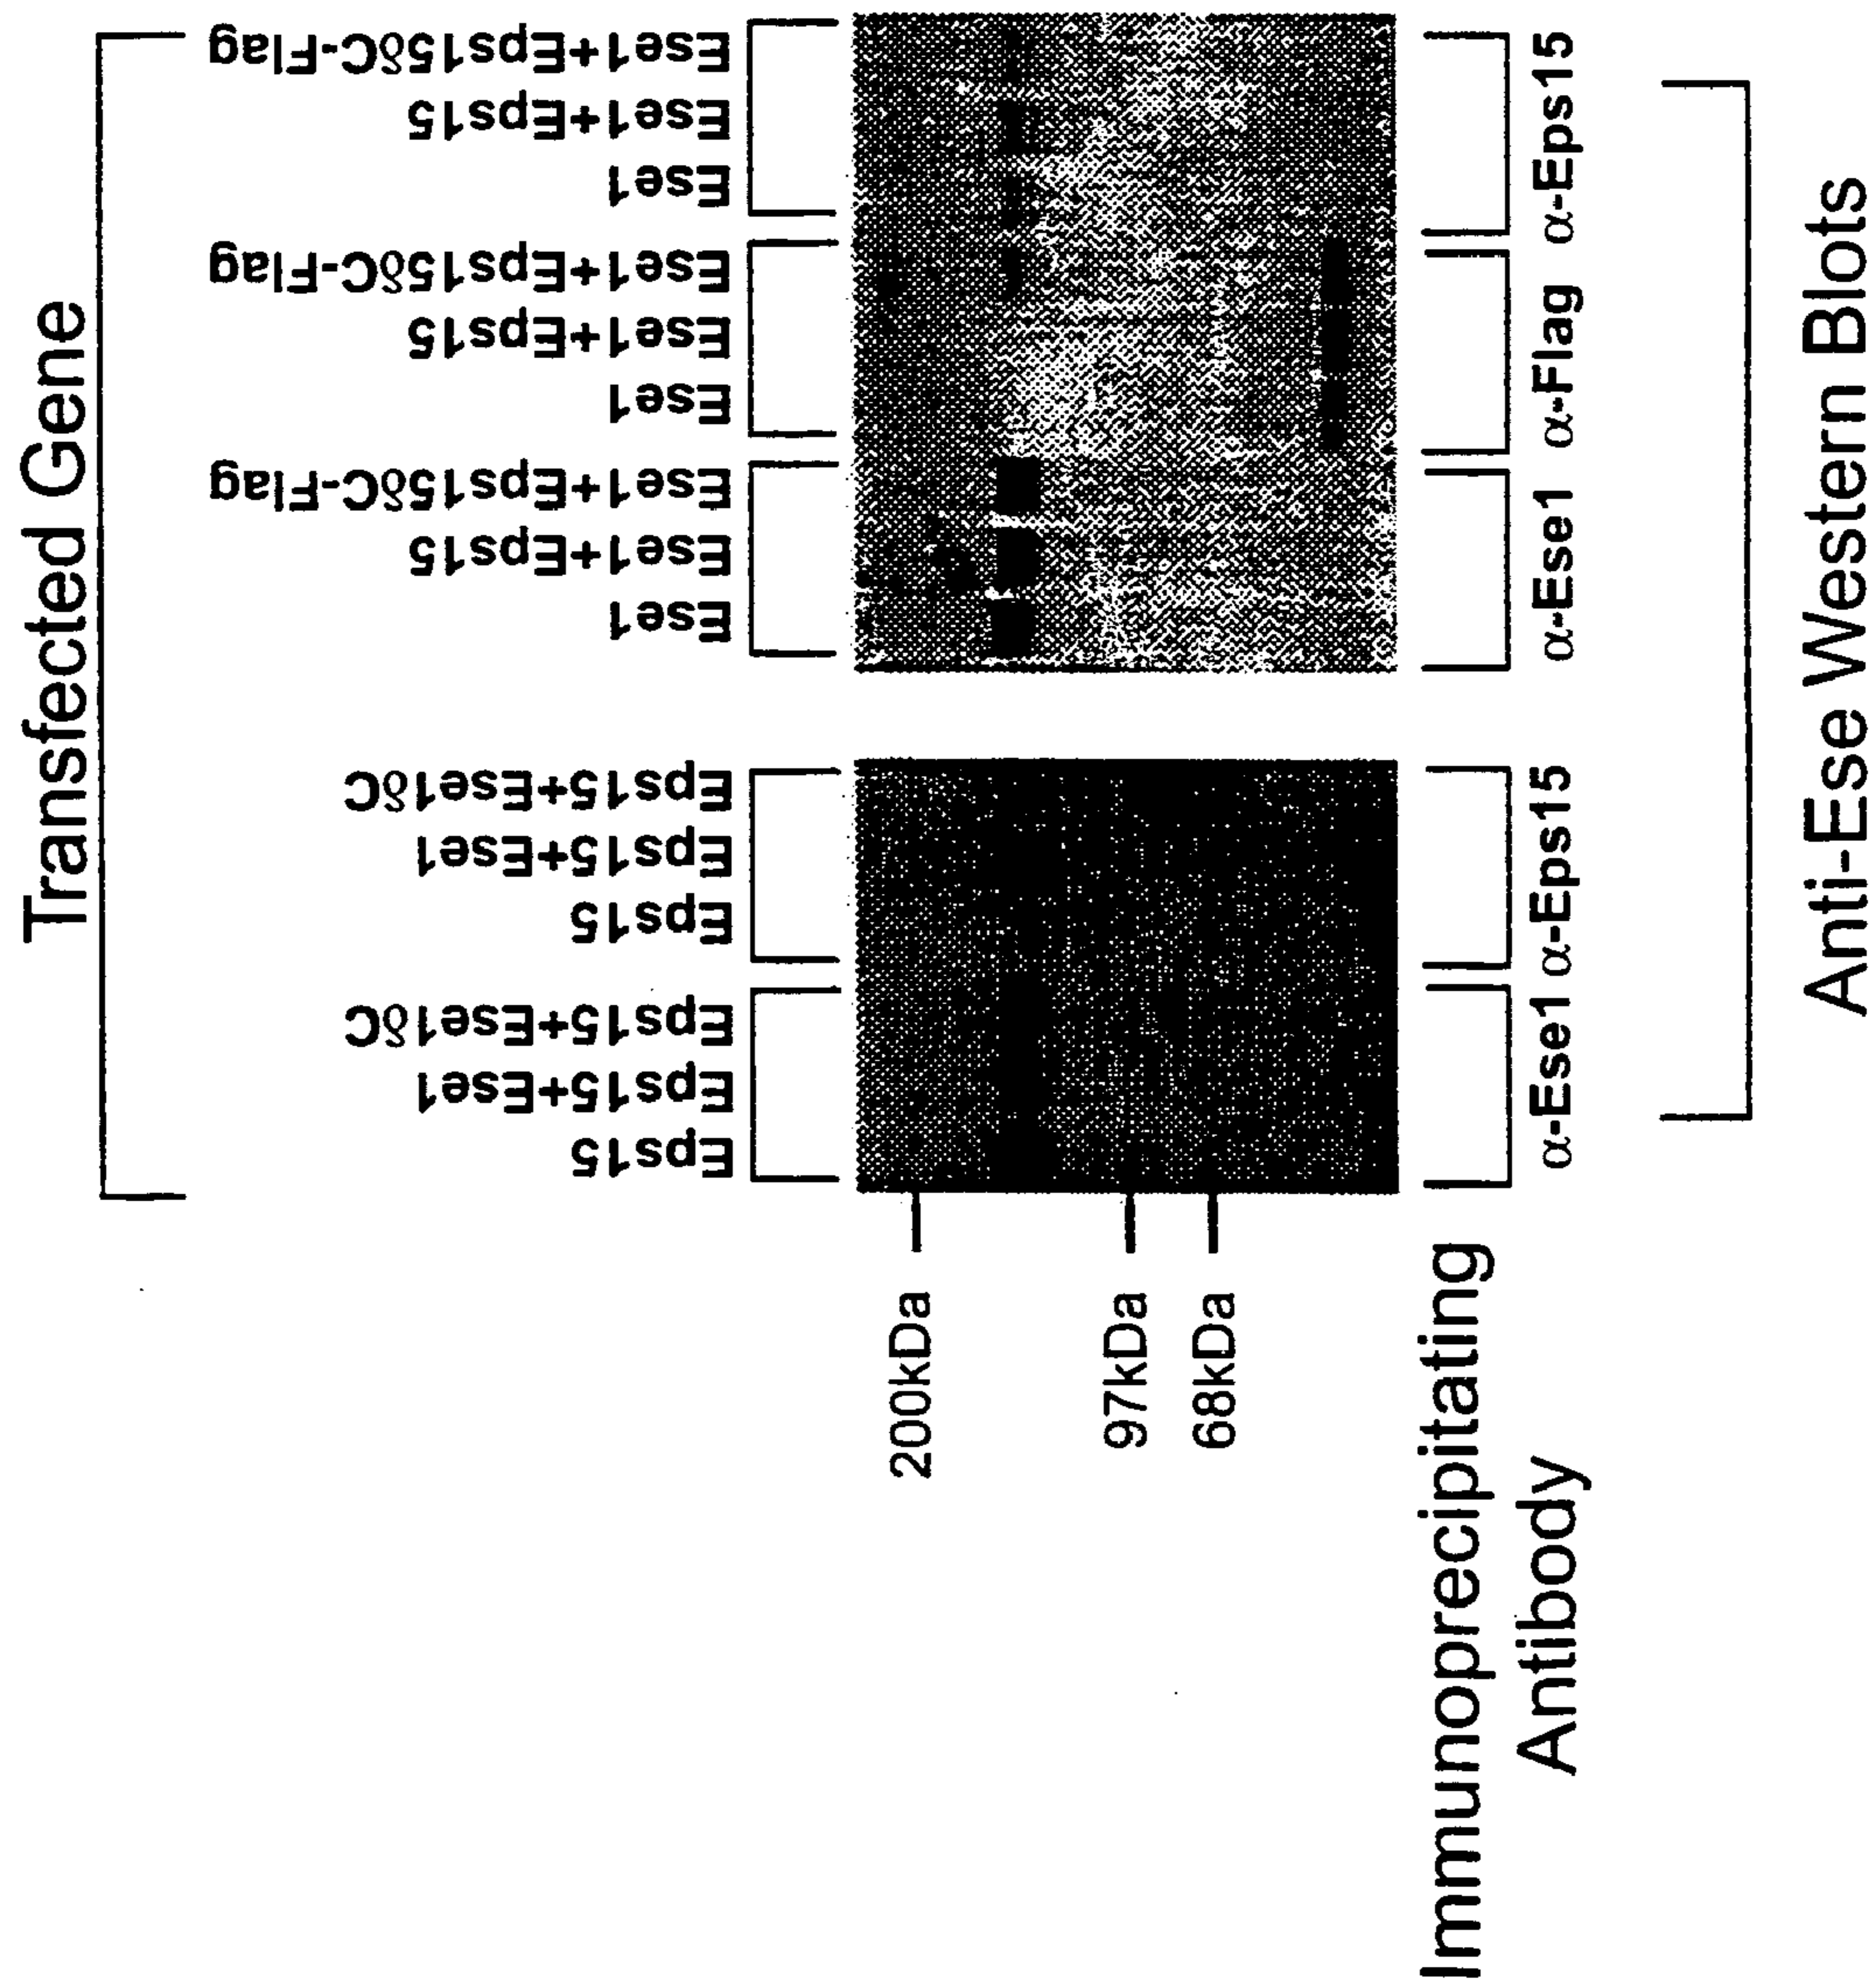 Transfected Gene
Eps15
Eps15+Ese1
Eps15+Ese1δC
Eps15
Eps15+Ese1
Eps15+Ese1δC
Ese1
Ese1+Eps15
Ese1+Eps15δC-Flag
Ese1
Ese1+Eps15
Ese1+Eps15δC-Flag
Ese1
Ese1+Eps15
Ese1+Eps15δC-Flag
200kDa
97kDa
68kDa
Immunoprecipitating
Antibody
α-Ese1 α-Eps15 α-Ese1 α-Flag α-Eps15
Anti-Ese Western Blots